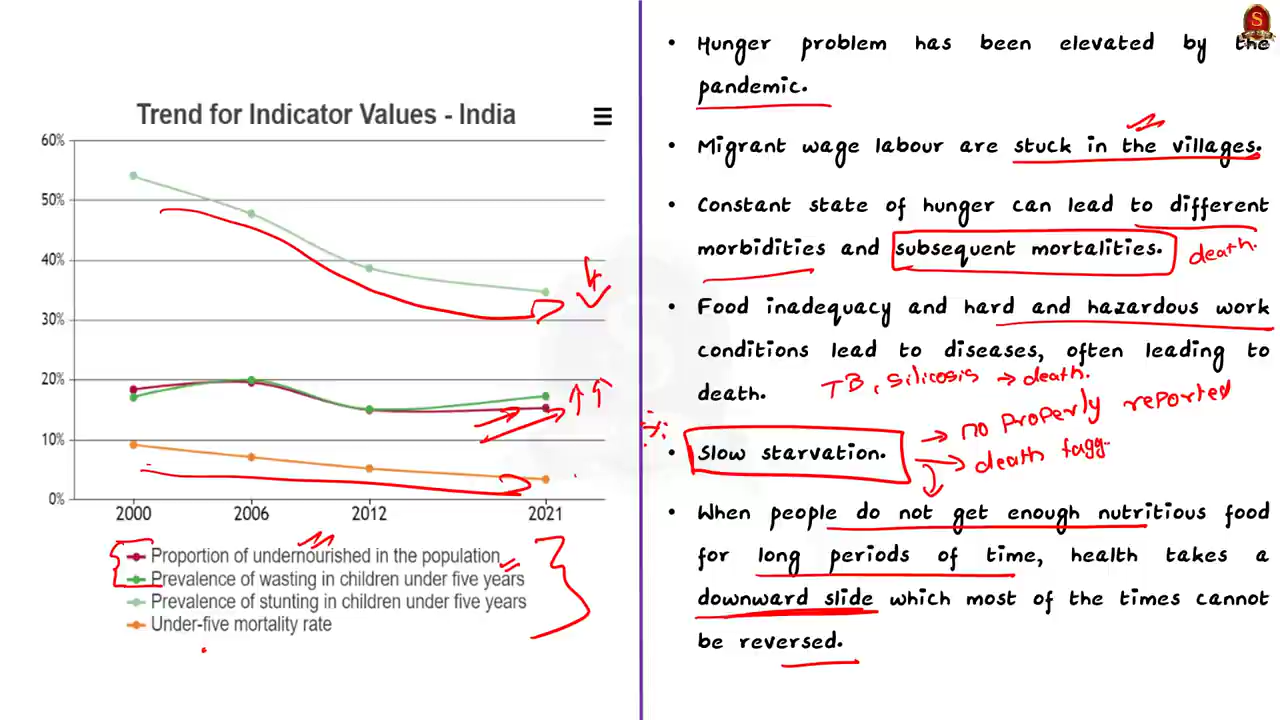 Trend for Indicator Values - India
60%
50%
40%
30%
20%
10%
0%
2000 2006 2012 2021
Proportion of undernourished in the population
Prevalence of wasting in children under five years
Prevalence of stunting in children under five years
Under-five mortality rate
S
• Hunger problem has been elevated by the
pandemic.
• Migrant wage labour are stuck in the villages.
• Constant state of hunger can lead to different
morbidities and subsequent mortalities. death.
• Food inadequacy and hard and hazardous work
conditions lead to diseases, often leading to
death. TB, silicosis → death.
• Slow starvation. → no properly reported
→ death tagg
• When people do not get enough nutritious food
for long periods of time, health takes a
downward slide which most of the times cannot
be reversed.